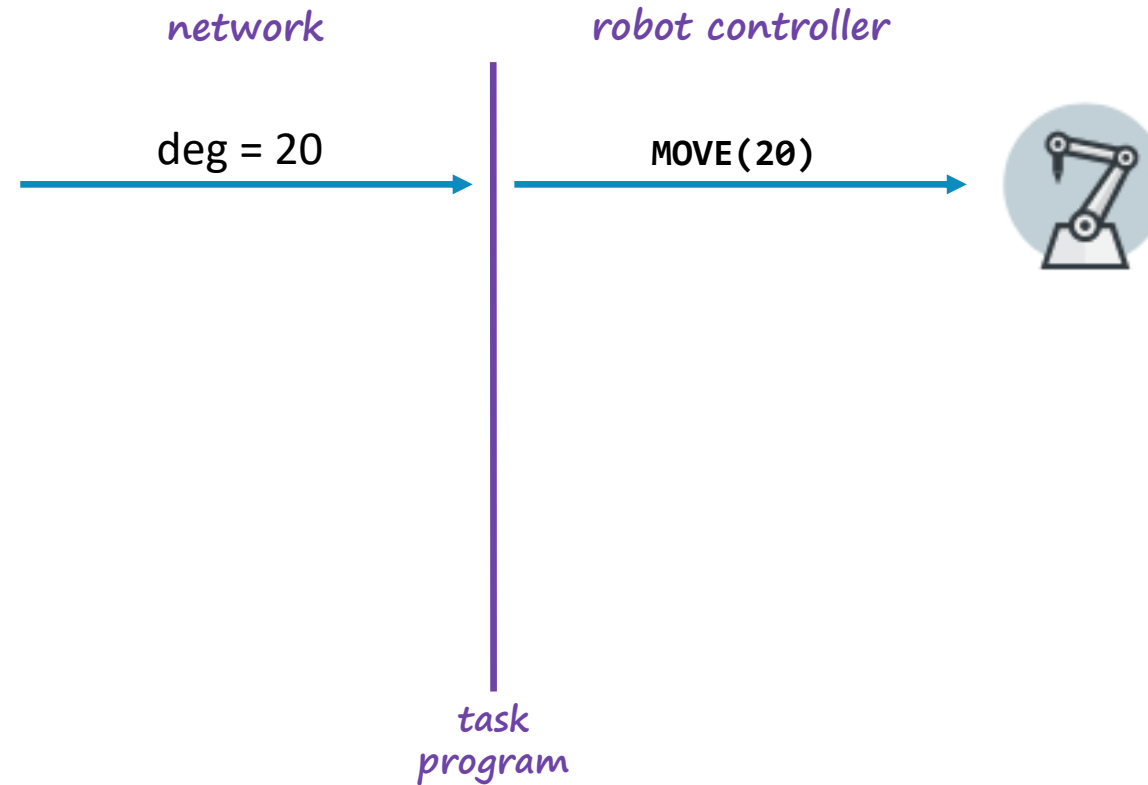 network
robot controller
deg = 20
MOVE(20)
task
program